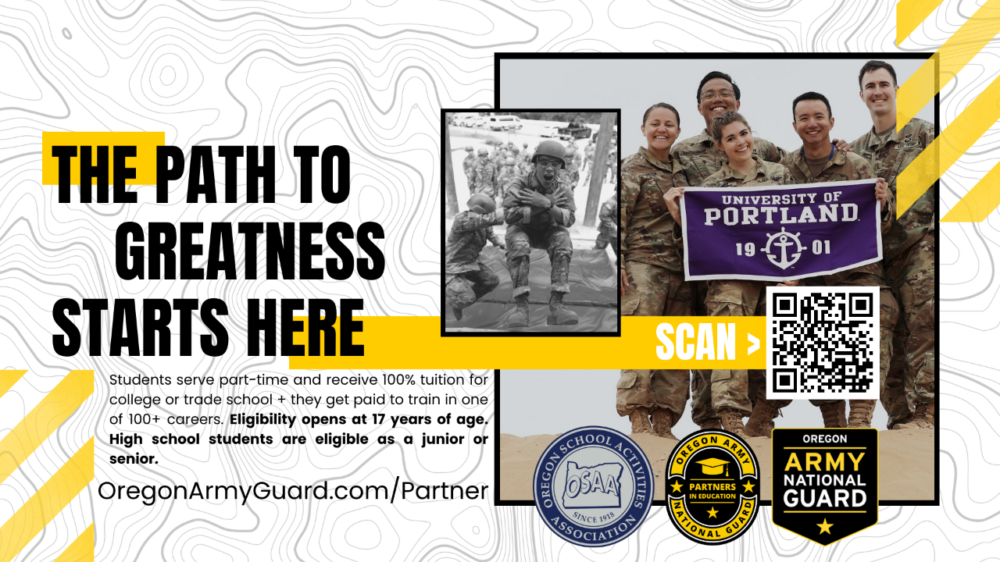 THE PATH TO
GREATNESS
STARTS HERE
Students serve part-time and receive 100% tuition for
college or trade school + they get paid to train in one
of 100+ careers. Eligibility opens at 17 years of age.
High school students are eligible as a junior or
senior.
OregonArmyGuard.com/Partner
UNIVERSITY OF
PORTLAND
19 01
SCAN >
OREGON SCHOOL ACTIVITIES
OSAA
SINCE 1918
ASSOCIATION
OREGON ARMY
PARTNERS
IN EDUCATION
NATIONAL GUARD
OREGON
ARMY
NATIONAL
GUARD